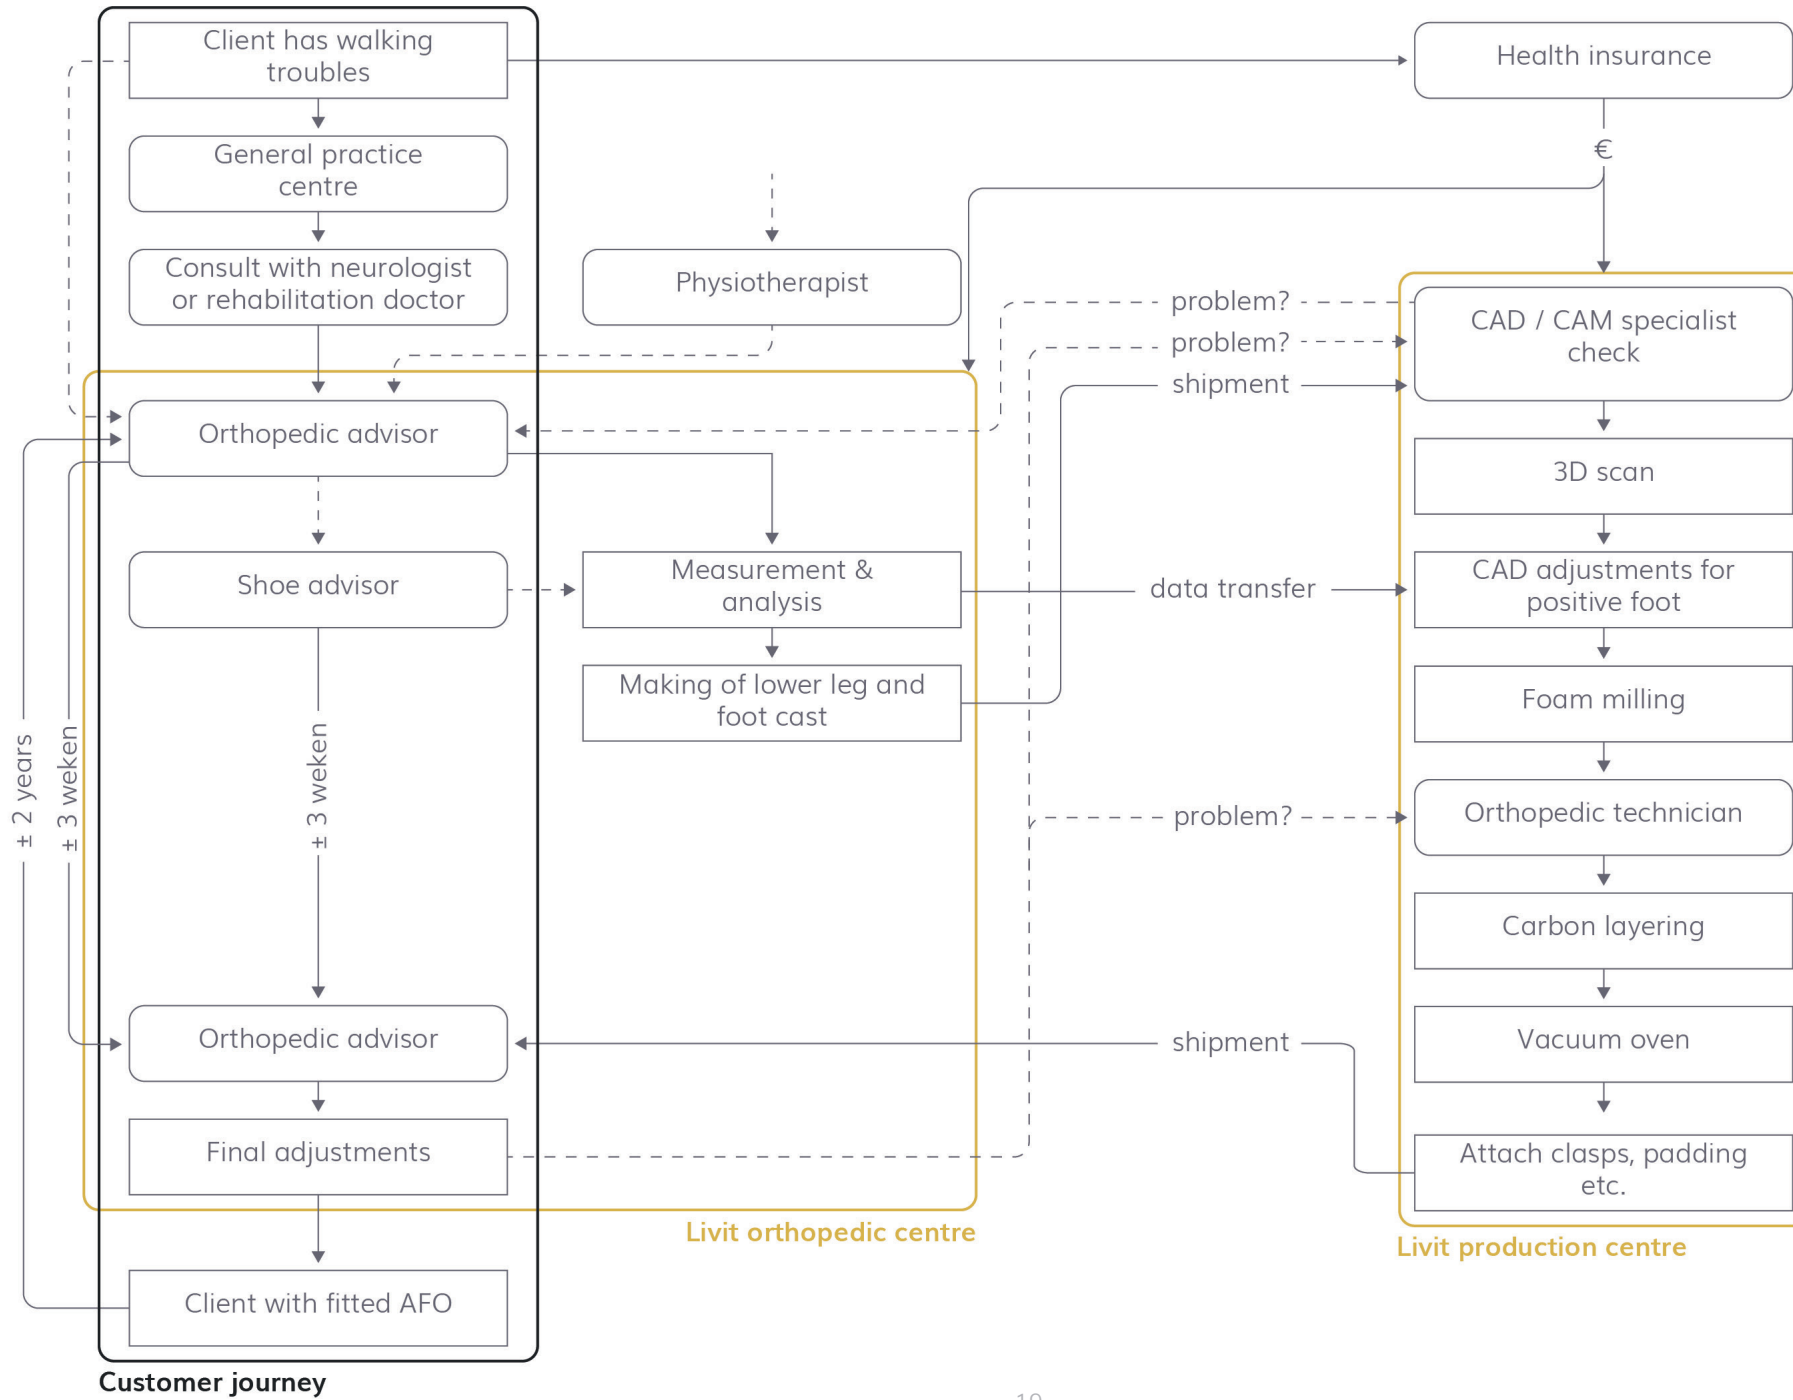 Client has walking
troubles
Health insurance
General practice
centre
€
Consult with neurologist
or rehabilitation doctor
Physiotherapist
problem?
CAD / CAM specialist
check
problem?
shipment
Orthopedic advisor
3D scan
Shoe advisor
Measurement &
analysis
data transfer
CAD adjustments for
positive foot
Making of lower leg and
foot cast
Foam milling
± 2 years
± 3 weken
± 3 weken
problem?
Orthopedic technician
Carbon layering
Orthopedic advisor
shipment
Vacuum oven
Final adjustments
Attach clasps, padding
etc.
Livit orthopedic centre
Livit production centre
Client with fitted AFO
Customer journey